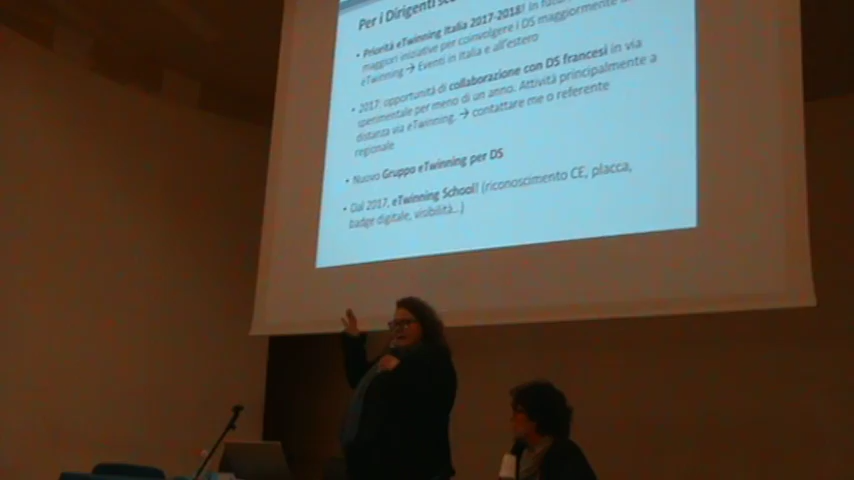 Per i Dirigenti
• Priorità eTwinning Italia 2017-2018! In
maggiori iniziative per coinvolgere i DS maggiormente
eTwinning → Eventi in Italia e all'estero
• 2017: opportunità di collaborazione con DS francesi in via
sperimentale per meno di un anno. Attività principalmente a
distanza via eTwinning. → contattare me o referente
regionale
• Nuovo Gruppo eTwinning per DS
• Dal 2017, eTwinning School! (riconoscimento CE, placca,
badge digitale, visibilità...)